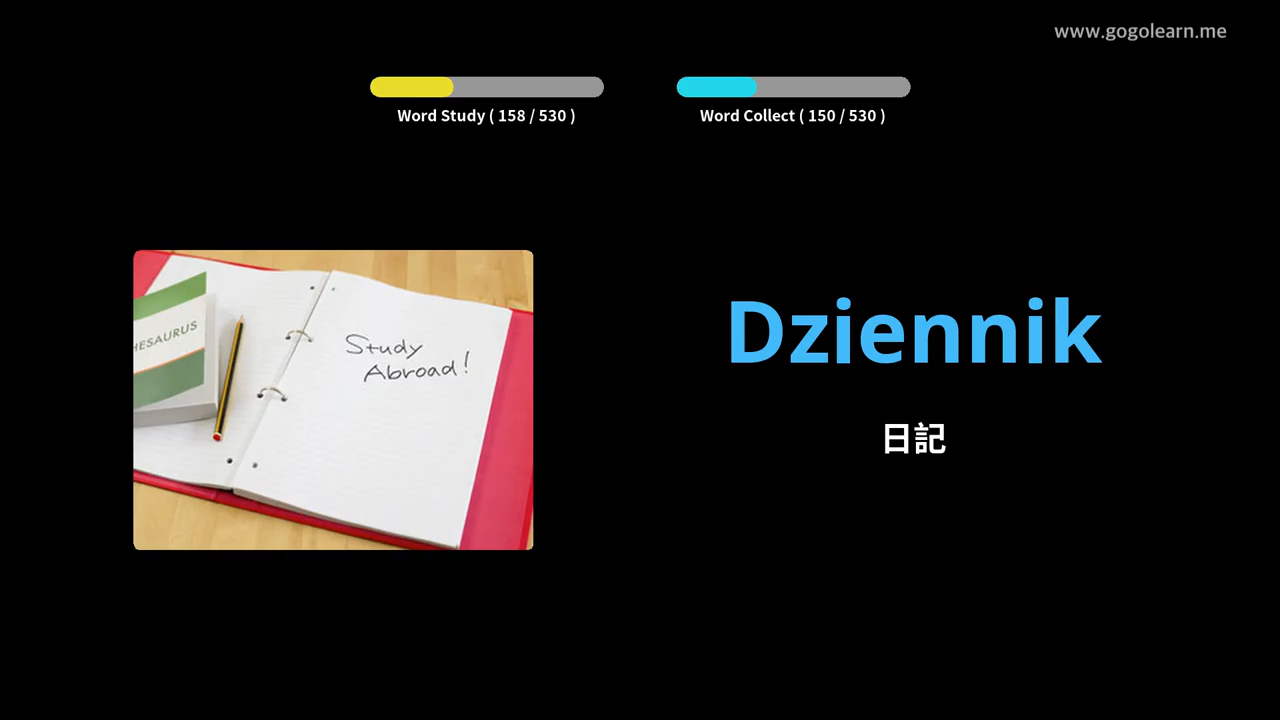 www.gogolearn.me
Word Study ( 158 / 530 )
Word Collect ( 150 / 530 )
HESAURUS
Study
Abroad!
Dziennik
日記